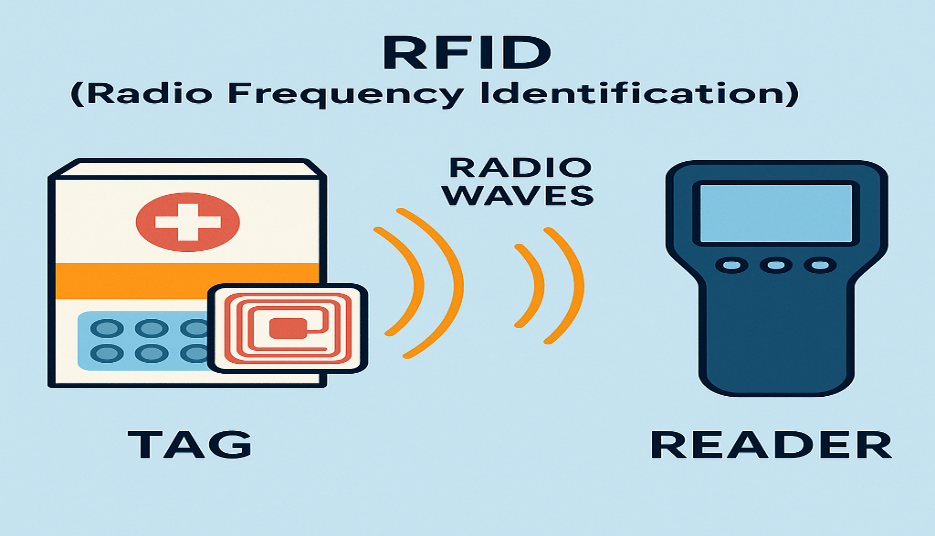 RFID
(Radio Frequency Identification)
RADIO
WAVES
TAG
READER